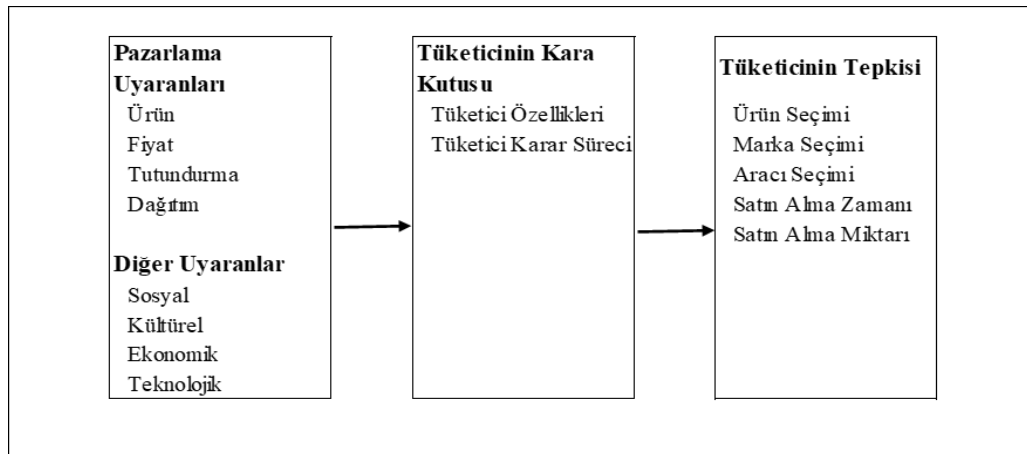 Pazarlama
Uyaranları
Ürün
Fiyat
Tutundurma
Dağıtım
Diğer Uyaranlar
Sosyal
Kültürel
Ekonomik
Teknolojik
Tüketicinin Kara
Kutusu
Tüketici Özellikleri
Tüketici Karar Süreci
Tüketicinin Tepkisi
Ürün Seçimi
Marka Seçimi
Aracı Seçimi
Satın Alma Zamanı
Satın Alma Miktarı